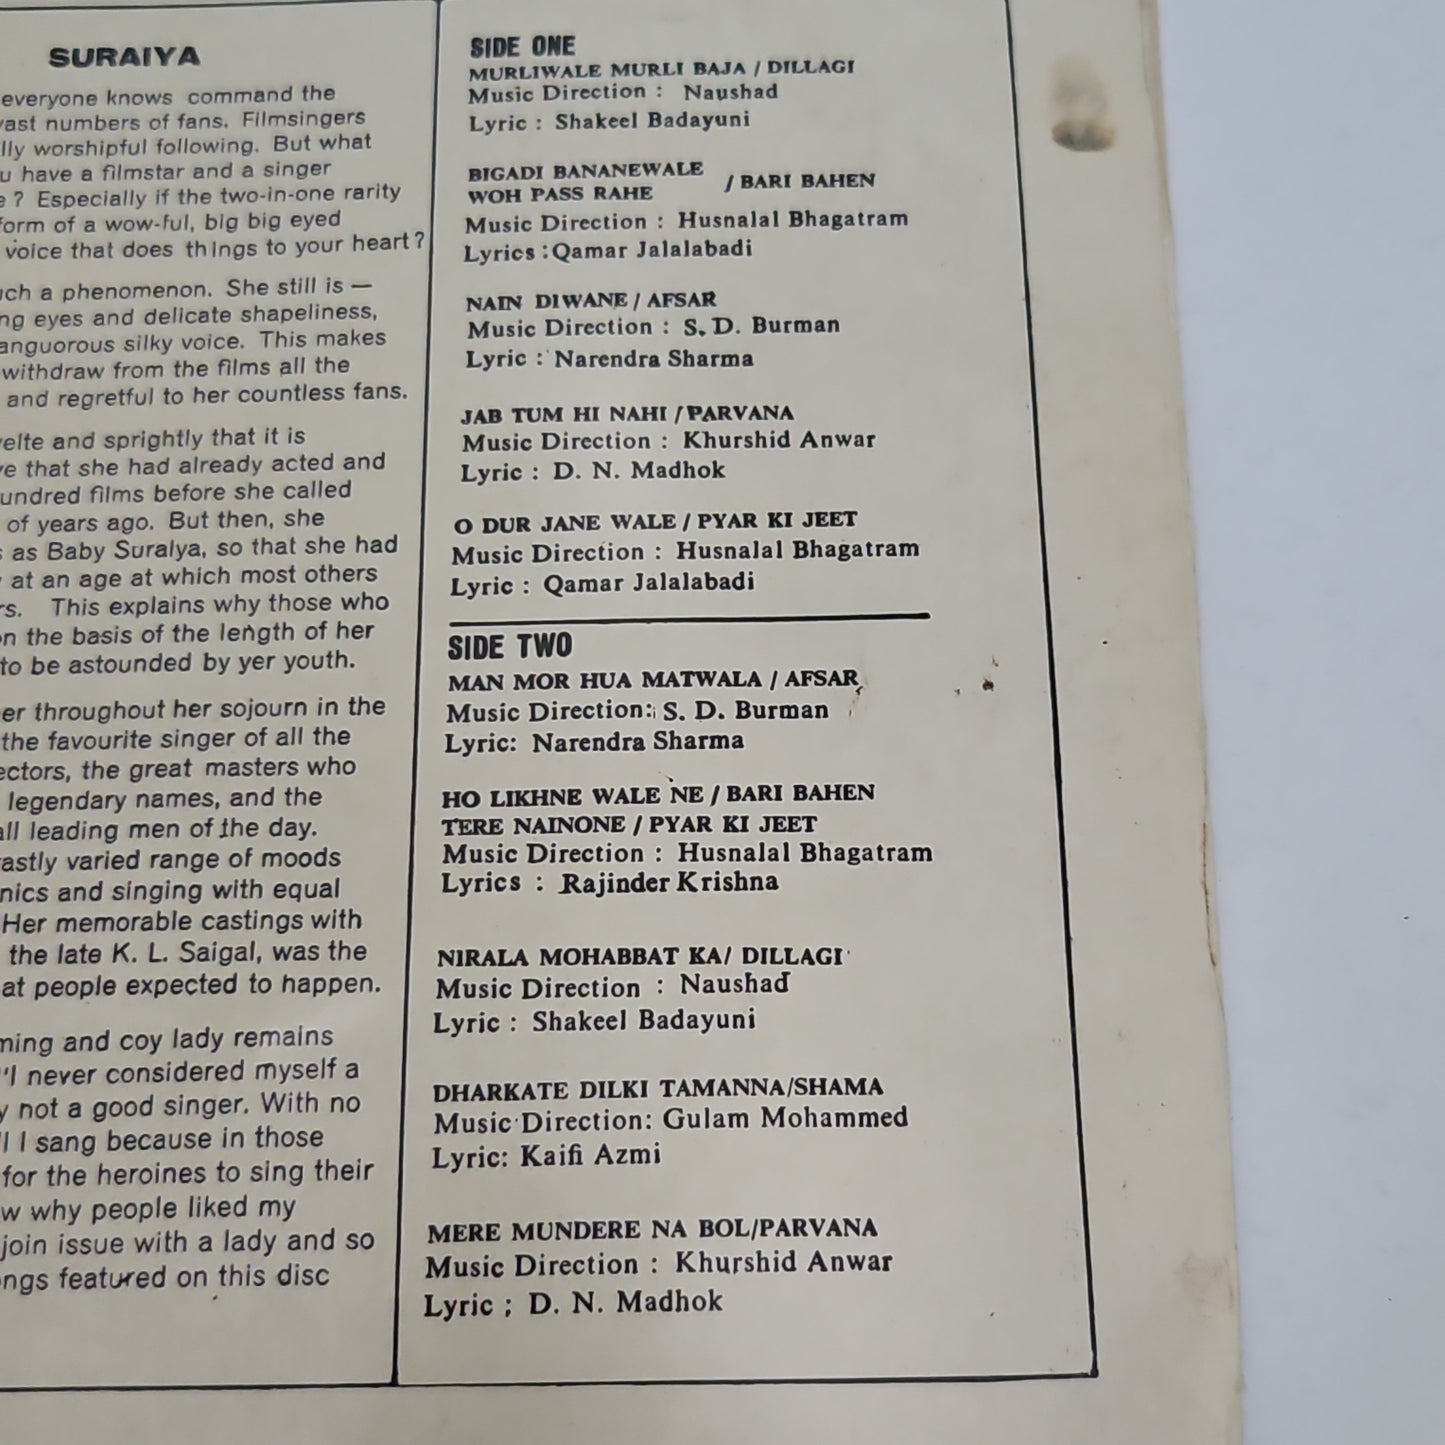 SURAIYA
everyone knows command the
vast numbers of fans. Filmsingers
lly worshipful following. But what
u have a filmstar and a singer
e ? Especially if the two-in-one rarity
form of a wow-ful, big big eyed
voice that does things to your heart ?
uch a phenomenon. She still is —
ng eyes and delicate shapeliness,
anguorous silky voice. This makes
withdraw from the films all the
and regretful to her countless fans.
velte and sprightly that it is
ve that she had already acted and
undred films before she called
of years ago. But then, she
s as Baby Suraiya, so that she had
at an age at which most others
rs. This explains why those who
on the basis of the length of her
to be astounded by yer youth.
er throughout her sojourn in the
the favourite singer of all the
ectors, the great masters who
legendary names, and the
all leading men of the day.
vastly varied range of moods
nics and singing with equal
Her memorable castings with
the late K. L. Saigal, was the
at people expected to happen.
ming and coy lady remains
"I never considered myself a
y not a good singer. With no
ll I sang because in those
for the heroines to sing their
w why people liked my
join issue with a lady and so
ngs featured on this disc
SIDE ONE
MURLIWALE MURLI BAJA / DILLAGI
Music Direction : Naushad
Lyric : Shakeel Badayuni
BIGADI BANANEWALE
WOH PASS RAHE / BARI BAHEN
Music Direction : Husnalal Bhagatram
Lyrics : Qamar Jalalabadi
NAIN DIWANE / AFSAR
Music Direction : S. D. Burman
Lyric : Narendra Sharma
JAB TUM HI NAHI / PARVANA
Music Direction : Khurshid Anwar
Lyric : D. N. Madhok
O DUR JANE WALE / PYAR KI JEET
Music Direction : Husnalal Bhagatram
Lyric : Qamar Jalalabadi
SIDE TWO
MAN MOR HUA MATWALA / AFSAR
Music Direction: S. D. Burman
Lyric: Narendra Sharma
HO LIKHNE WALE NE / BARI BAHEN
TERE NAINONE / PYAR KI JEET
Music Direction : Husnalal Bhagatram
Lyrics : Rajinder Krishna
NIRALA MOHABBAT KA/ DILLAGI
Music Direction : Naushad
Lyric : Shakeel Badayuni
DHARKATE DILKI TAMANNA/SHAMA
Music Direction: Gulam Mohammed
Lyric: Kaifi Azmi
MERE MUNDERE NA BOL/PARVANA
Music Direction : Khurshid Anwar
Lyric ; D. N. Madhok